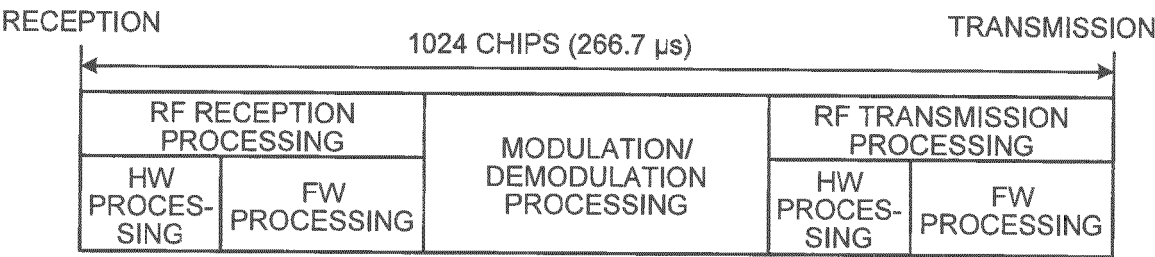 RECEPTION
TRANSMISSION
1024 CHIPS (266.7 µs)
RF RECEPTION
PROCESSING
MODULATION/
DEMODULATION
PROCESSING
RF TRANSMISSION
PROCESSING
HW
PROCES-
SING
FW
PROCESSING
HW
PROCES-
SING
FW
PROCESSING